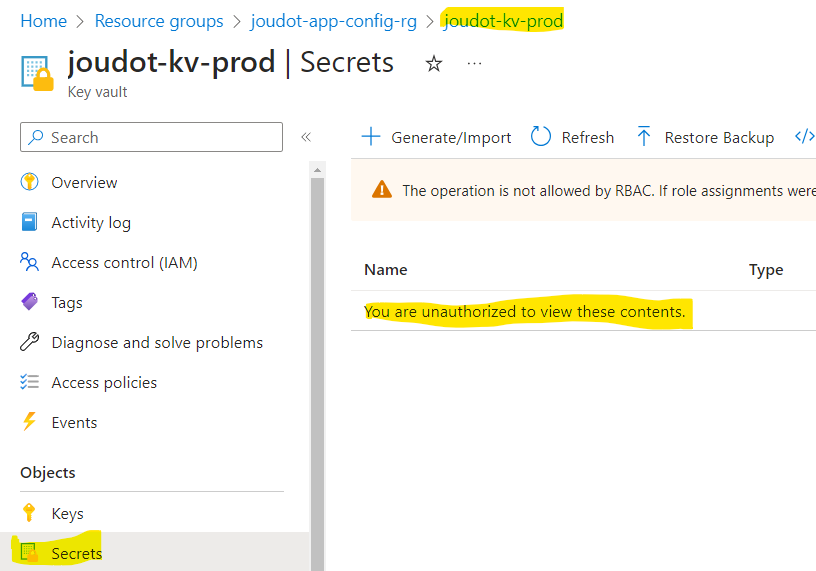 Home > Resource groups > joudot-app-config-rg > joudot-kv-prod
joudot-kv-prod | Secrets
Key vault
Search
Generate/Import Refresh Restore Backup
Overview
Activity log
Access control (IAM)
Tags
Diagnose and solve problems
Access policies
Events
Objects
Keys
Secrets
The operation is not allowed by RBAC. If role assignments were
Name Type
You are unauthorized to view these contents.